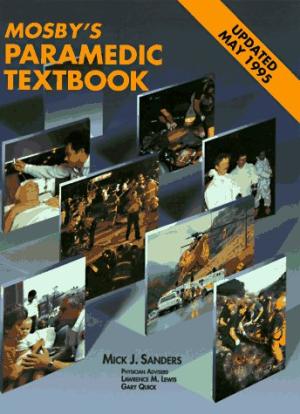 MOSBY'S
PARAMEDIC
TEXTBOOK
UPDATED
MAY 1995
MICK J. SANDERS
PHYSICIAN ADVISERS
LAWRENCE M. LEWIS
GARY QUICK